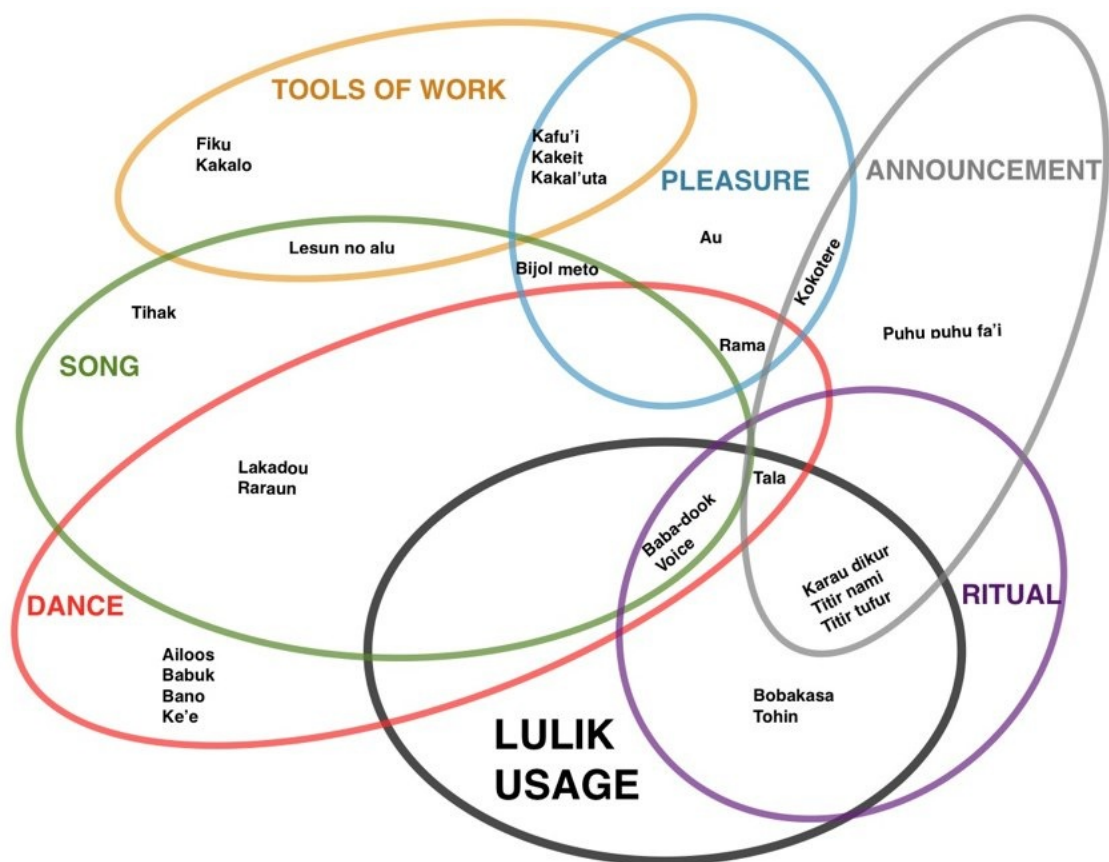 TOOLS OF WORK
Fiku
Kakalo
Kafu'i
Kakeit
Kakal'uta
PLEASURE
ANNOUNCEMENT
Au
Lesun no alu
Bijol meto
Kokotere
Tihak
Puhu puhu fa'i
Rama
SONG
Lakadou
Raraun
Tala
Baba-dook
Voice
Karau dikur
Titir nami
Titir tufur
RITUAL
DANCE
Ailoos
Babuk
Bano
Ke'e
Bobakasa
Tohin
LULIK
USAGE